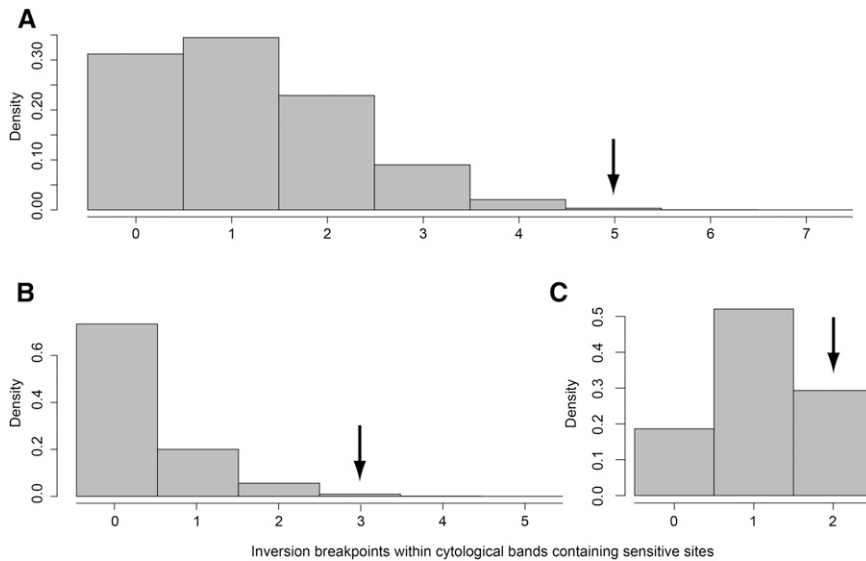 A
Density
0.30
0.20
0.10
0.00
0 1 2 3 4 5 6 7
B
Density
0.6
0.4
0.2
0.0
0 1 2 3 4 5
C
Density
0.5
0.4
0.3
0.2
0.1
0.0
0 1 2
Inversion breakpoints within cytological bands containing sensitive sites